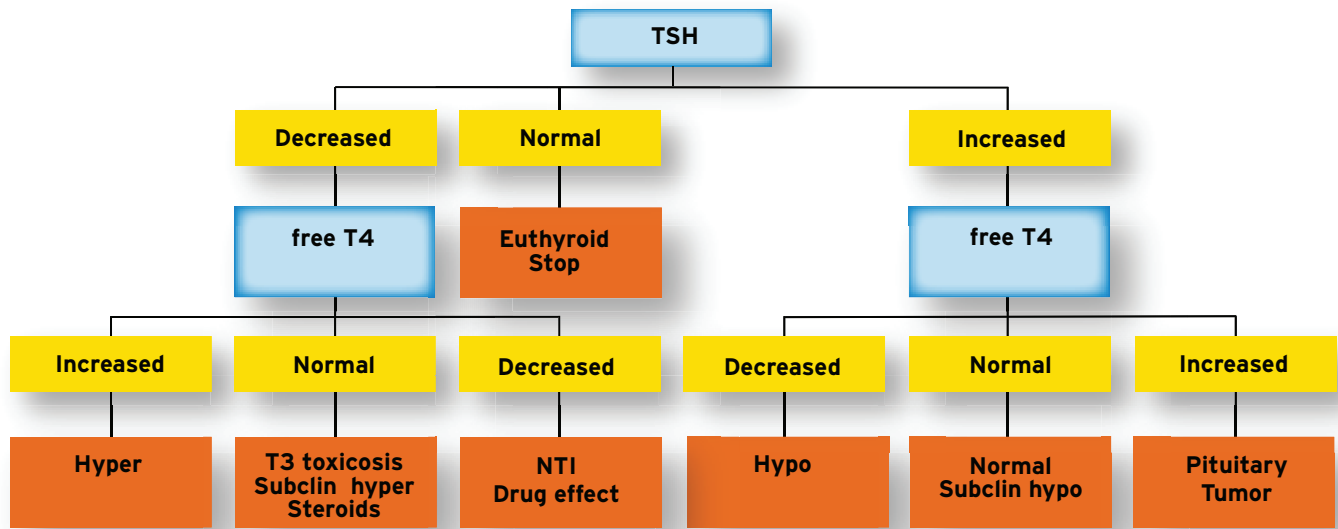 TSH
Decreased
Normal
Increased
free T4
Euthyroid
Stop
free T4
Increased
Normal
Decreased
Decreased
Normal
Increased
Hyper
T3 toxicosis
Subclin hyper
Steroids
NTI
Drug effect
Hypo
Normal
Subclin hypo
Pituitary
Tumor